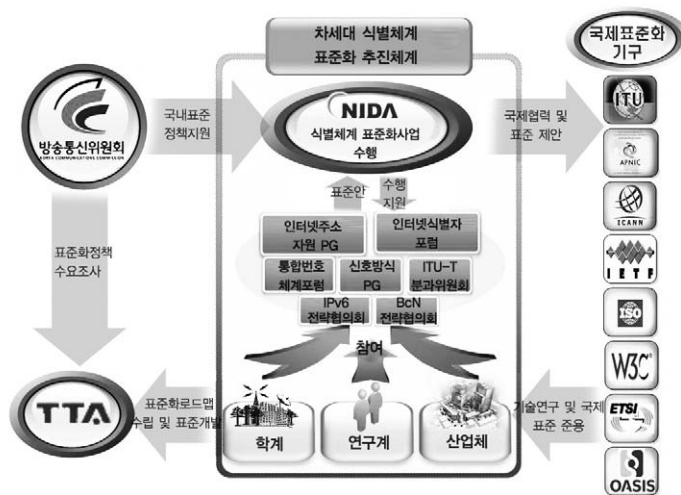 차세대 식별체계
표준화 추진체계
국제표준화
기구
방송통신위원회
KOREA COMMUNICATIONS COMMISSION
국내표준
정책지원
NIDA
식별체계 표준화사업
수행
국제협력 및
표준 제안
ITU
APNIC
ICANN
IETF
ISO
W3C
ETSI
OASIS
표준안
수행
지원
인터넷주소
자원 PG
인터넷식별자
포럼
통합번호
체계포럼
신호방식
PG
ITU-T
분과위원회
IPv6
전략협의회
BcN
전략협의회
참여
표준화정책
수요조사
TTA
표준화로드맵
수립 및 표준개발
학계
연구계
산업체
기술연구 및 국제
표준 준용